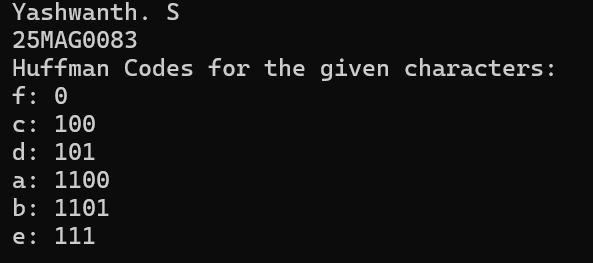 Yashwanth. S
25MAG0083
Huffman Codes for the given characters:
f: 0
c: 100
d: 101
a: 1100
b: 1101
e: 111